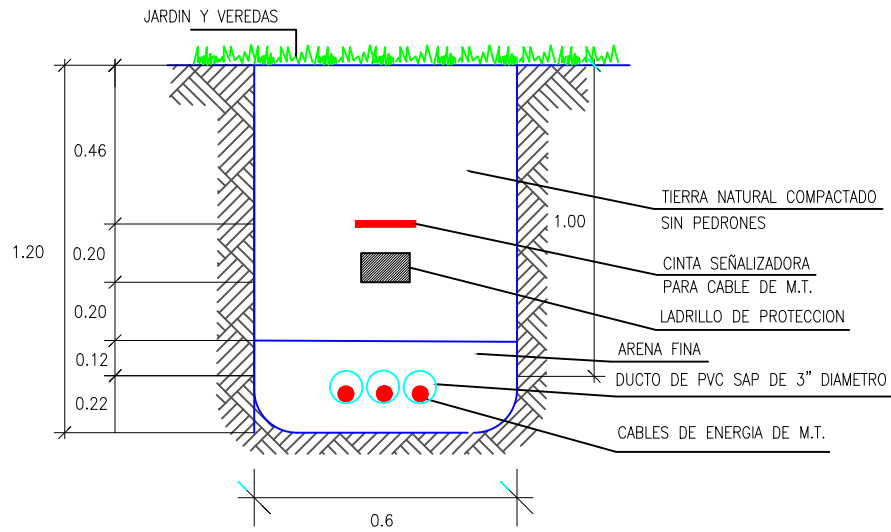 JARDIN Y VEREDAS
0.46
TIERRA NATURAL COMPACTADO
SIN PEDRONES
1.00
1.20
0.20
CINTA SEÑALIZADORA
PARA CABLE DE M.T.
0.20
LADRILLO DE PROTECCION
ARENA FINA
0.12
DUCTO DE PVC SAP DE 3" DIAMETRO
0.22
CABLES DE ENERGIA DE M.T.
0.6